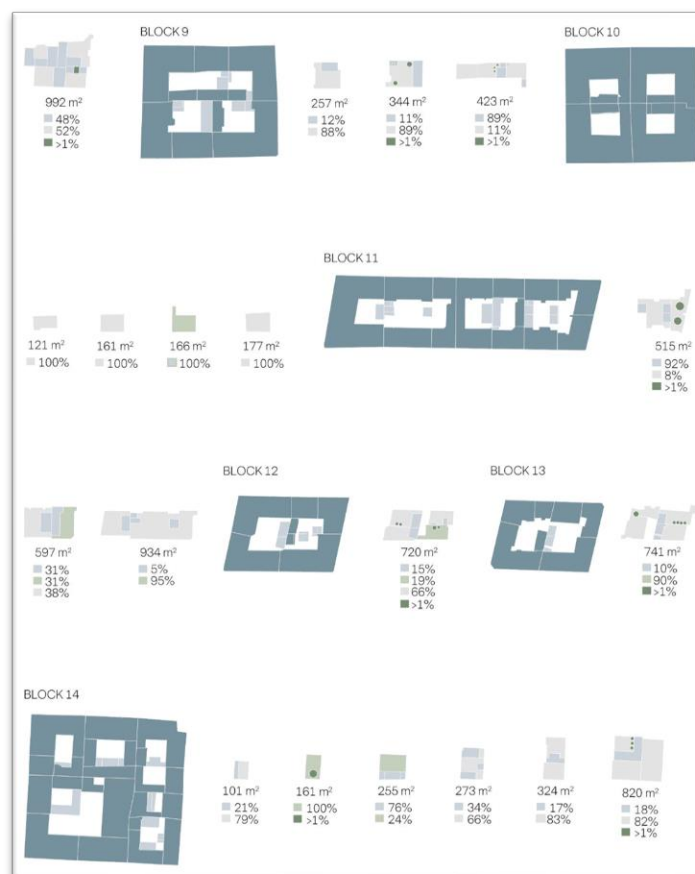 BLOCK 9
BLOCK 10
992 m²
48%
52%
>1%
257 m²
12%
88%
344 m²
11%
89%
>1%
423 m²
89%
11%
>1%
BLOCK 11
121 m²
100%
161 m²
100%
166 m²
100%
177 m²
100%
515 m²
92%
8%
>1%
BLOCK 12
BLOCK 13
597 m²
31%
31%
38%
934 m²
5%
95%
720 m²
15%
19%
66%
>1%
741 m²
10%
90%
>1%
BLOCK 14
101 m²
21%
79%
161 m²
100%
>1%
255 m²
76%
24%
273 m²
34%
66%
324 m²
17%
83%
820 m²
18%
82%
>1%